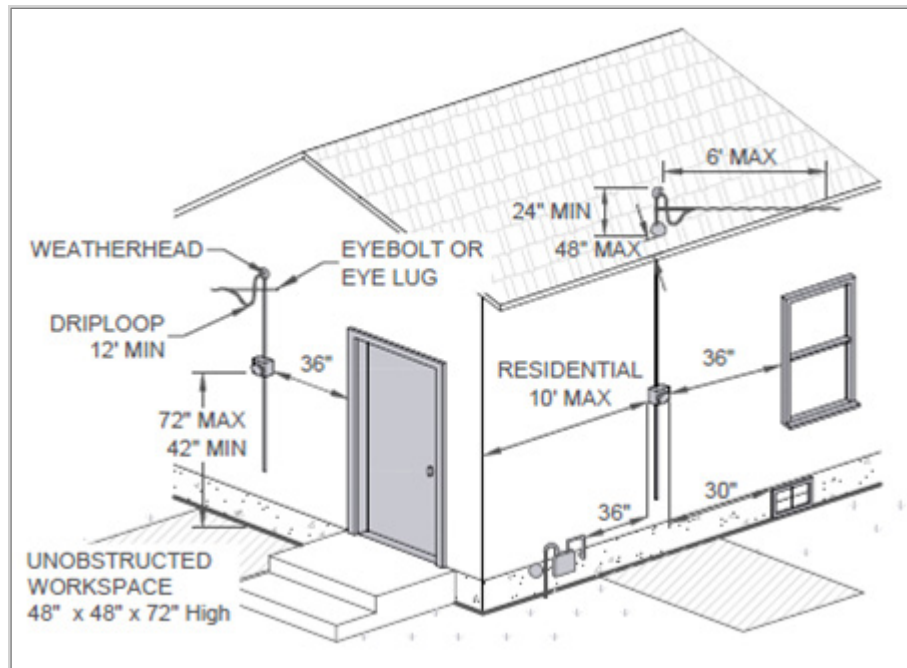 6' MAX
24" MIN
48" MAX
WEATHERHEAD
EYEBOLT OR
EYE LUG
DRIPLOOP
12' MIN
36"
RESIDENTIAL
10' MAX
36"
72" MAX
42" MIN
36"
30"
UNOBSTRUCTED
WORKSPACE
48" x 48" x 72" High